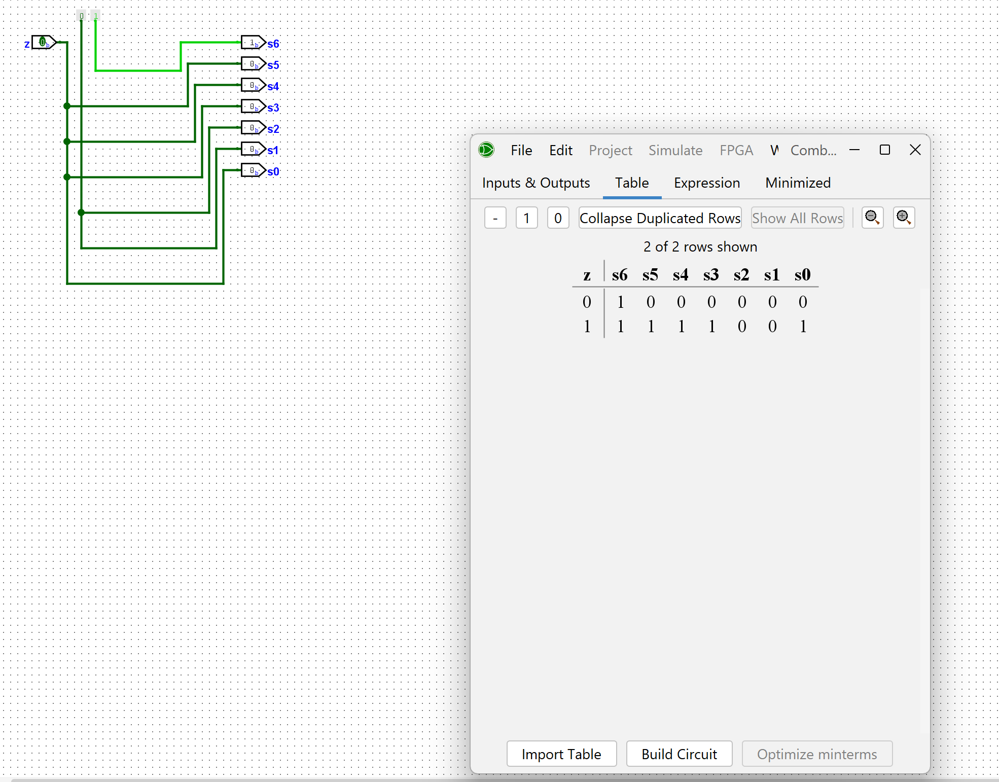 0 1
z 0b
1b s6
0b s5
0b s4
0b s3
0b s2
0b s1
0b s0
File Edit Project Simulate FPGA W Comb...
Inputs & Outputs Table Expression Minimized
- 1 0 Collapse Duplicated Rows Show All Rows
2 of 2 rows shown
z s6 s5 s4 s3 s2 s1 s0
0 1 0 0 0 0 0 0
1 1 1 1 1 0 0 1
Import Table Build Circuit Optimize minterms